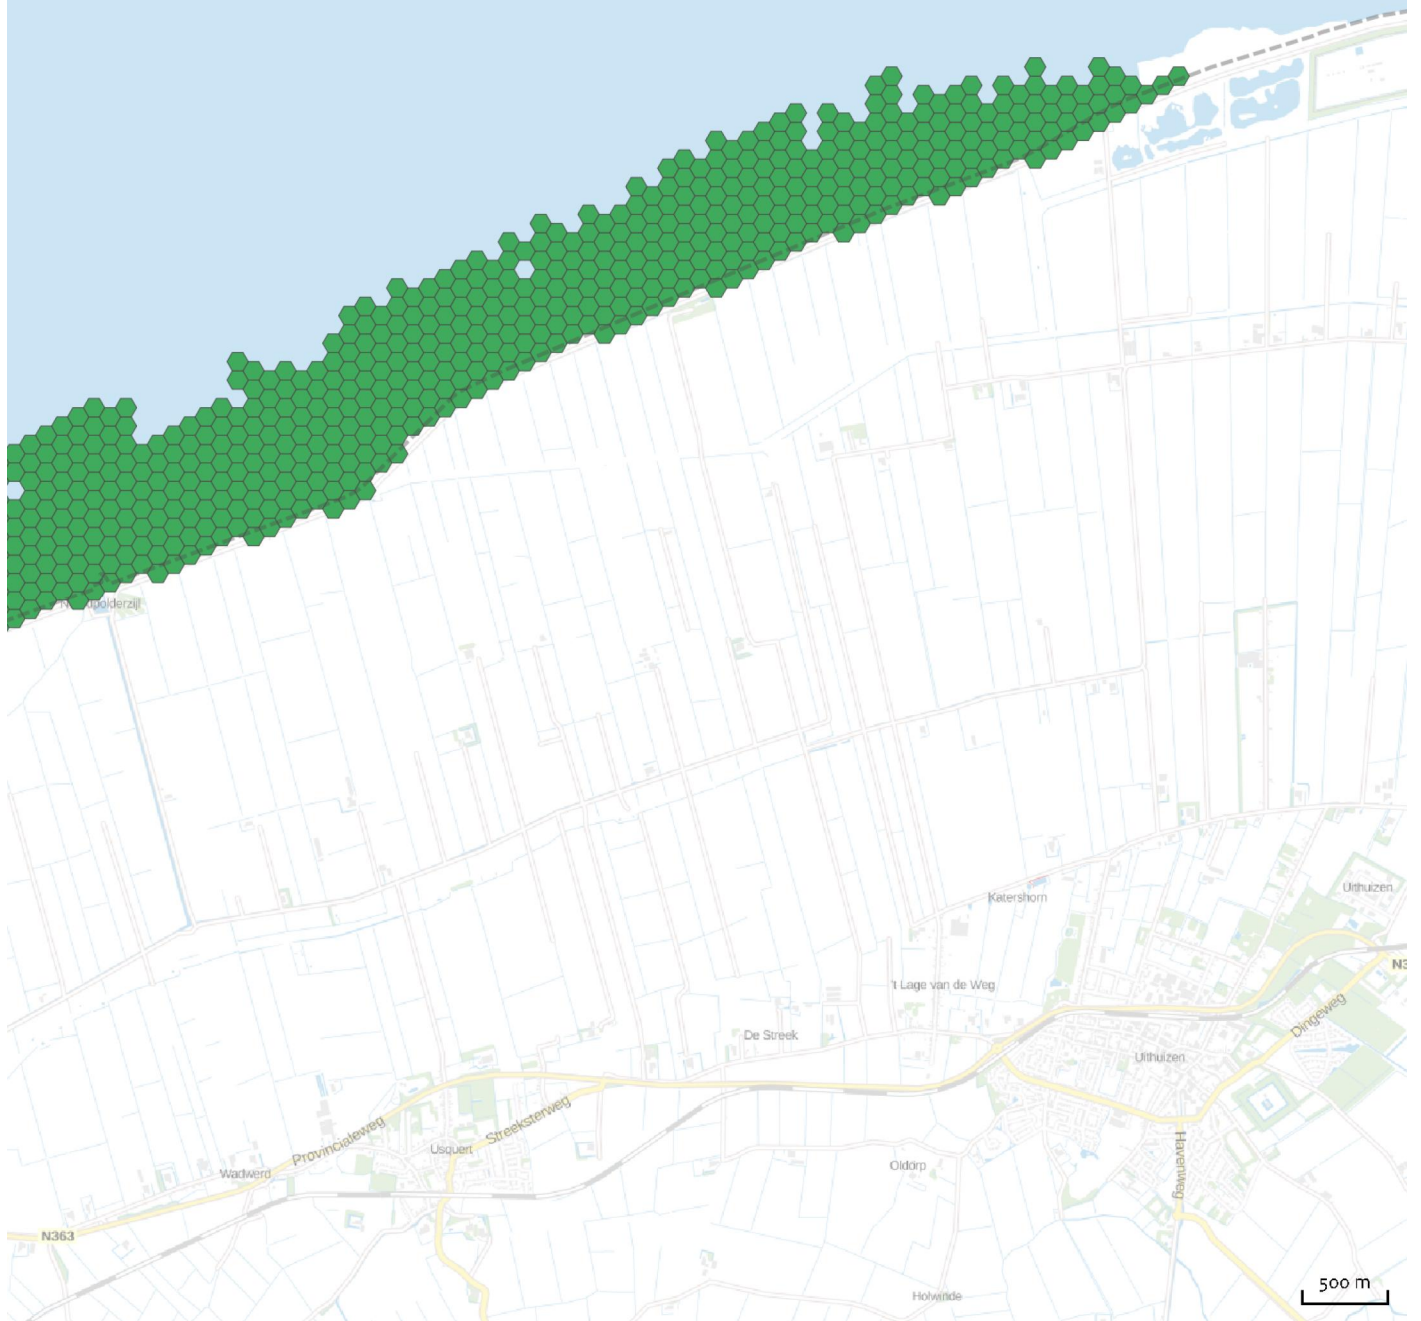 Katershorn
Uithuizen
N3
't Lage van de Weg
Dingeweg
De Streek
Uithuizen
Streeksterweg
Provincialeweg
Usquert
Havenweg
Oldörp
Wadwerd
N363
500 m
Holwinde